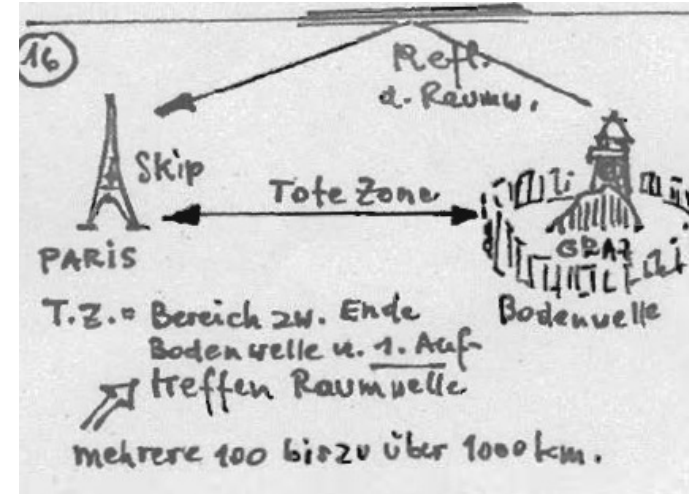 16
Refl.
d. Raumw.
Skip
Tote Zone
PARIS
GRAZ
Bodenwelle
T.Z. = Bereich zw. Ende
Bodenwelle u. 1. Auf-
treffen Raumwelle
mehrere 100 bis zu über 1000 km.